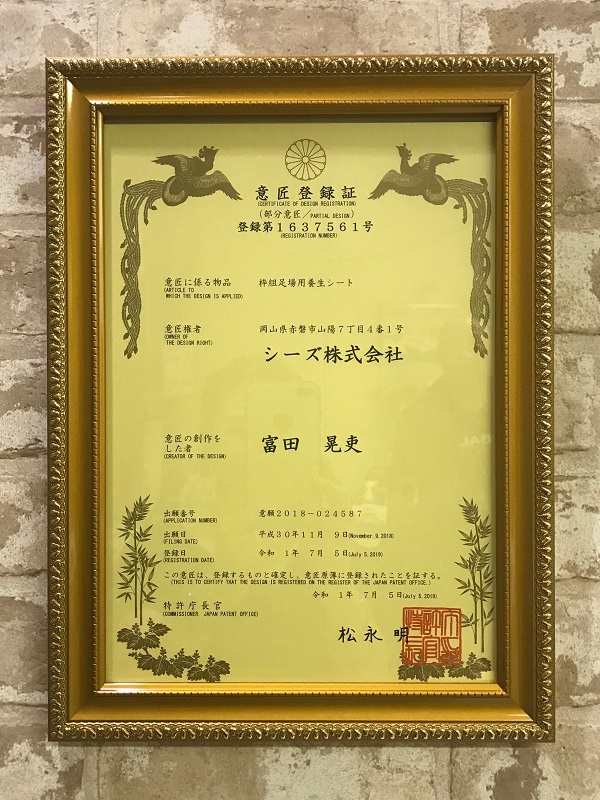 意匠登録証
(CERTIFICATE OF DESIGN REGISTRATION)
(部分意匠/PARTIAL DESIGN)
登録第1637561号
(REGISTRATION NUMBER)
意匠に係る物品 枠組足場用養生シート
(ARTICLE TO
WHICH THE DESIGN IS APPLIED)
意匠権者 岡山県赤磐市山陽7丁目4番1号
(OWNER OF
THE DESIGN RIGHT)
シーズ株式会社
意匠の創作を
した者
(CREATOR OF THE DESIGN)
富田 晃吏
出願番号 意願2018-024587
(APPLICATION NUMBER)
出願日 平成30年11月 9日(November 9,2018)
(FILING DATE)
登録日 令和 1年 7月 5日(July 5,2019)
(REGISTRATION DATE)
この意匠は、登録するものと確定し、意匠原簿に登録されたことを証する。
(THIS IS TO CERTIFY THAT THE DESIGN IS REGISTERED ON THE REGISTER OF THE JAPAN PATENT OFFICE.)
令和 1年 7月 5日(July 5,2019)
特許庁長官
(COMMISSIONER, JAPAN PATENT OFFICE)
松永 明